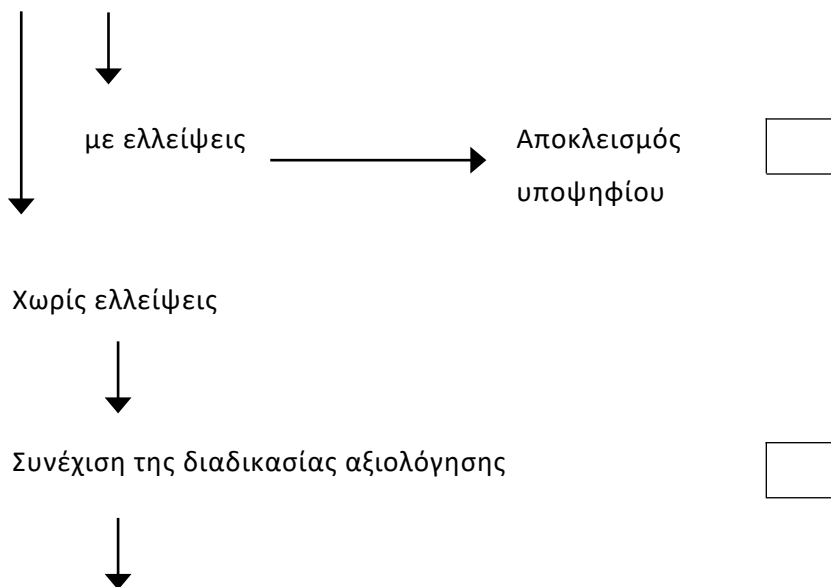 με ελλείψεις
Αποκλεισμός
υποψηφίου
Χωρίς ελλείψεις
Συνέχιση της διαδικασίας αξιολόγησης